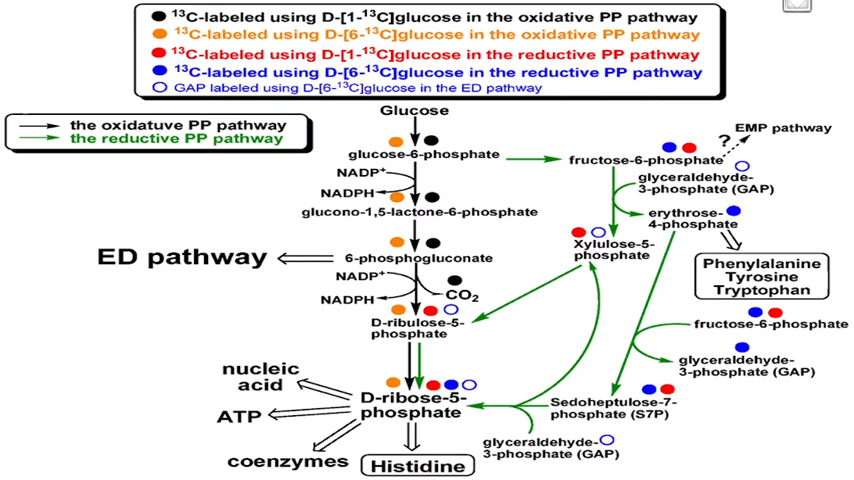 ¹³C-labeled using D-[1-¹³C]glucose in the oxidative PP pathway
¹³C-labeled using D-[6-¹³C]glucose in the oxidative PP pathway
¹³C-labeled using D-[1-¹³C]glucose in the reductive PP pathway
¹³C-labeled using D-[6-¹³C]glucose in the reductive PP pathway
GAP labeled using D-[6-¹³C]glucose in the ED pathway
the oxidatuve PP pathway
the reductive PP pathway
Glucose
glucose-6-phosphate
NADP⁺
NADPH
glucono-1,5-lactone-6-phosphate
6-phosphogluconate
ED pathway
NADP⁺
NADPH
CO₂
D-ribulose-5-
phosphate
D-ribose-5-
phosphate
nucleic
acid
ATP
coenzymes
Histidine
fructose-6-phosphate
?
EMP pathway
glyceraldehyde-
3-phosphate (GAP)
erythrose-
4-phosphate
Xylulose-5-
phosphate
Phenylalanine
Tyrosine
Tryptophan
fructose-6-phosphate
glyceraldehyde-
3-phosphate (GAP)
Sedoheptulose-7-
phosphate (S7P)
glyceraldehyde-
3-phosphate (GAP)